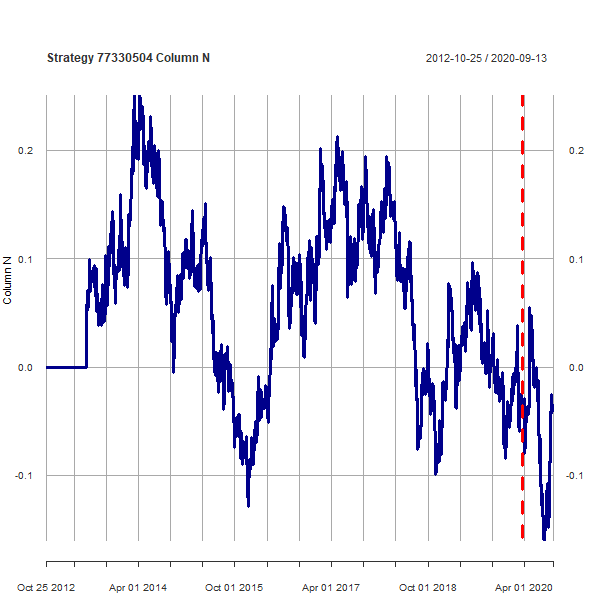 Strategy 77330504 Column N
2012-10-25 / 2020-09-13
Column N
0.2
0.2
0.1
0.1
0.0
0.0
-0.1
-0.1
Oct 25 2012
Apr 01 2014
Oct 01 2015
Apr 01 2017
Oct 01 2018
Apr 01 2020